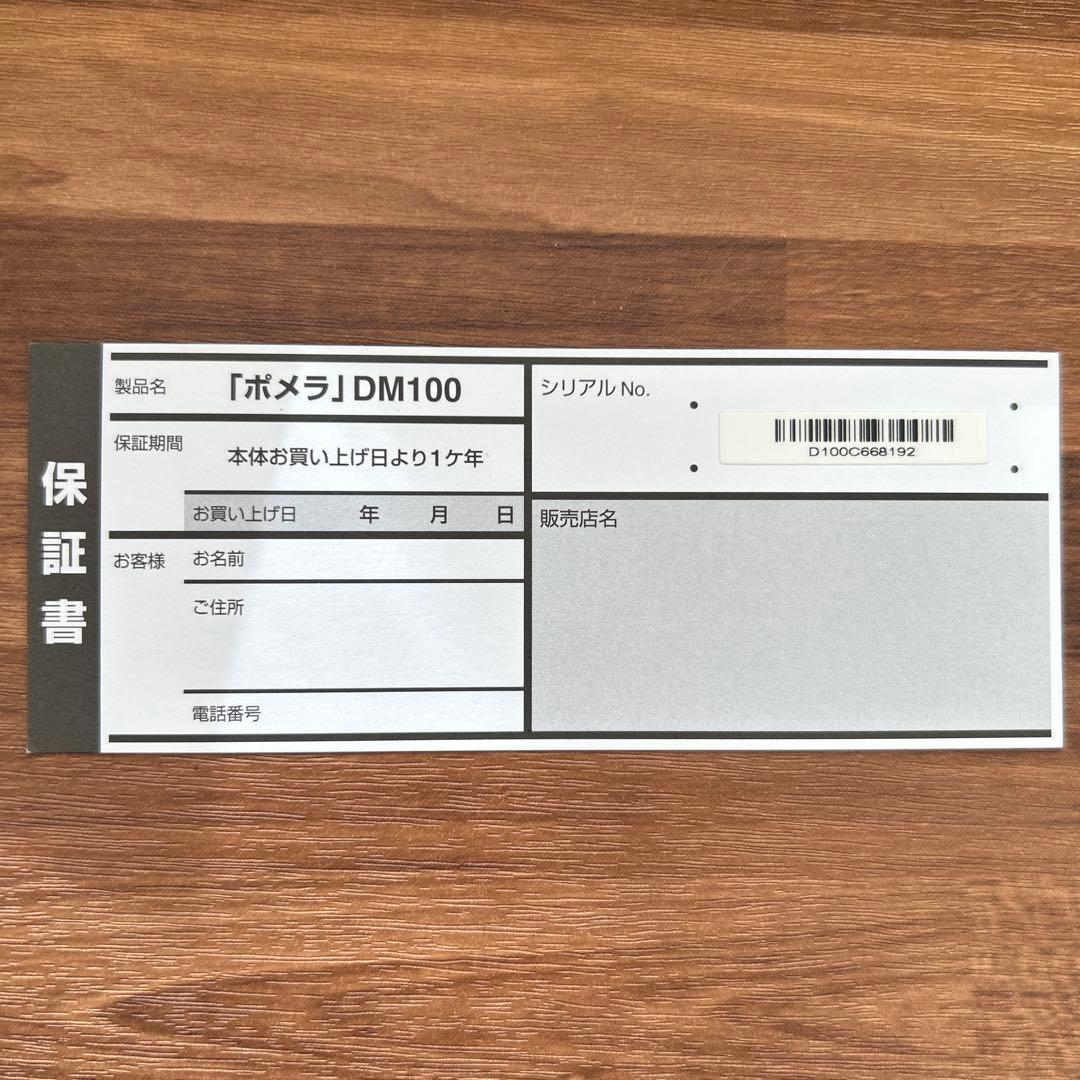 保証書
製品名 「ポメラ」DM100
保証期間 本体お買い上げ日より1ケ年
お買い上げ日 年 月 日
お客様 お名前
ご住所
電話番号
シリアル No.
D100C668192
販売店名